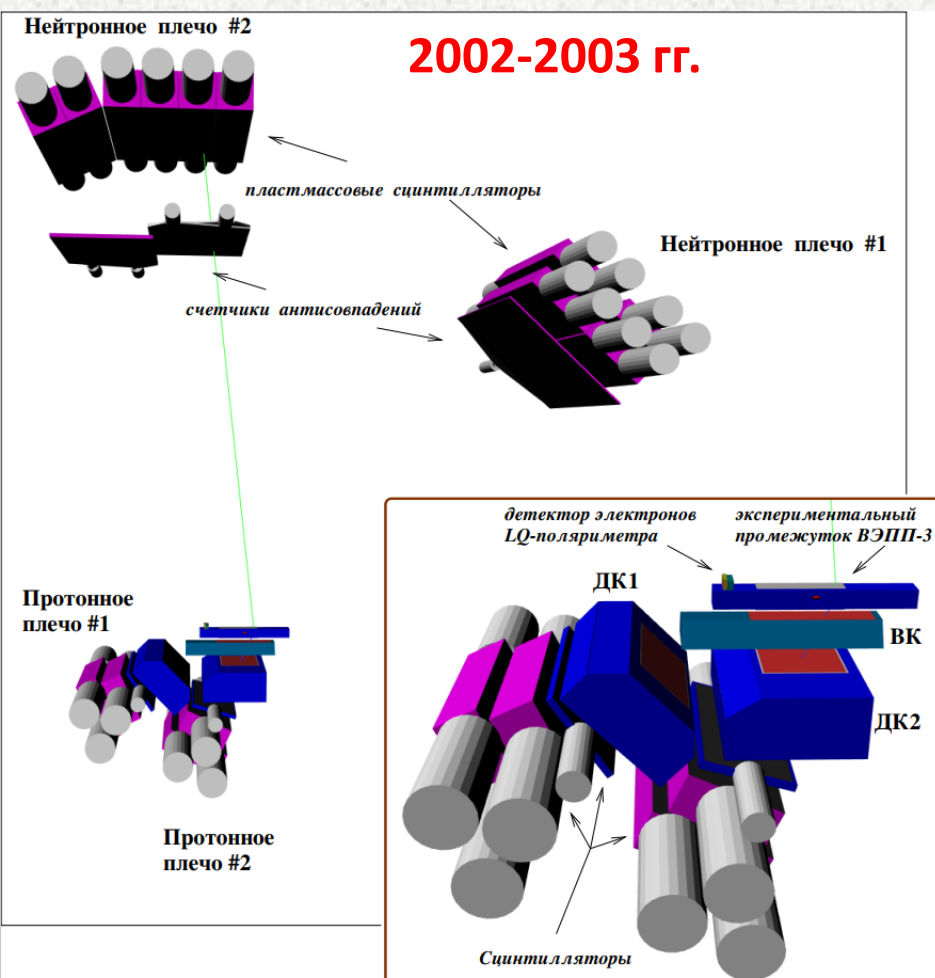 Нейтронное плечо #2
2002-2003 гг.
пластмассовые сцинтилляторы
Нейтронное плечо #1
счетчики антисовпадений
детектор электронов
LQ-поляриметра
экспериментальный
промежуток ВЭПП-3
ДК1
ВК
ДК2
Протонное
плечо #1
Протонное
плечо #2
Сцинтилляторы